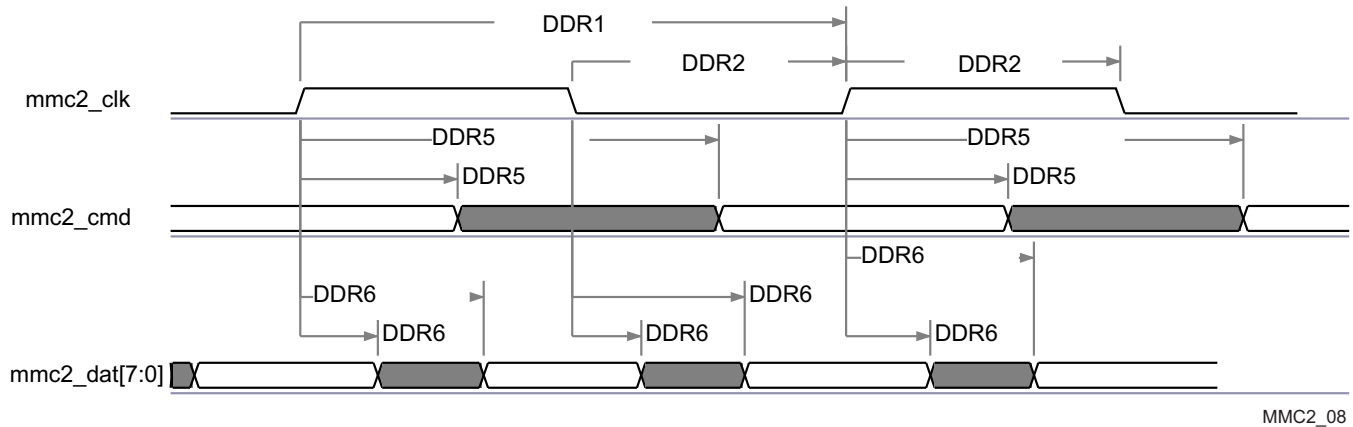 DDR1
DDR2 DDR2
mmc2_clk
DDR5 DDR5
DDR5 DDR5
mmc2_cmd
DDR6
DDR6 DDR6
DDR6 DDR6 DDR6
mmc2_dat[7:0]
MMC2_08